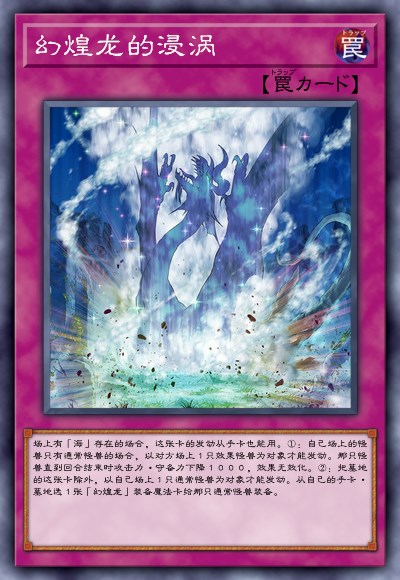 幻煌龙的浸涡
トラップ
罠
トラップ
【罠カード】
场上有「海」存在的场合，这张卡的发动从手卡也能用。①：自己场上的怪
兽只有通常怪兽的场合，以对方场上1只效果怪兽为对象才能发动。那只怪
兽直到回合结束时攻击力·守备力下降１０００，效果无效化。②：把墓地
的这张卡除外，以自己场上1只通常怪兽为对象才能发动。从自己的手卡·
墓地选1张「幻煌龙」装备魔法卡给那只通常怪兽装备。